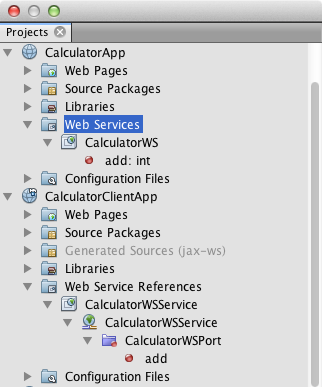 Projects
CalculatorApp
Web Pages
Source Packages
Libraries
Web Services
CalculatorWS
add: int
Configuration Files
CalculatorClientApp
Web Pages
Source Packages
Generated Sources (jax-ws)
Libraries
Web Service References
CalculatorWSService
CalculatorWSService
CalculatorWSPort
add
Configuration Files